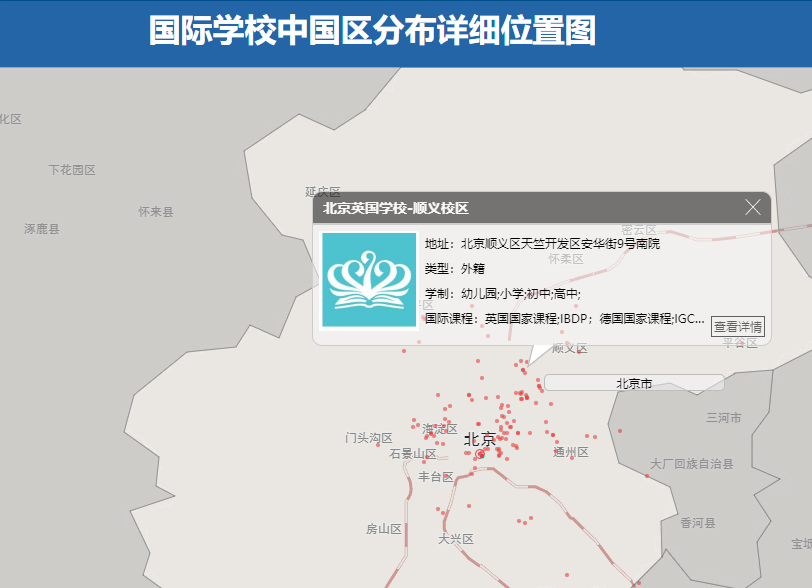 国际学校中国区分布详细位置图
化区
下花园区
怀来县
涿鹿县
延庆区
北京英国学校-顺义校区
密云区
地址：北京顺义区天竺开发区安华街9号南院
怀柔区
类型：外籍
学制：幼儿园;小学;初中;高中;
国际课程：英国国家课程;IBDP；德国国家课程;IGC...
查看详情
平谷区
顺义区
北京市
三河市
海淀区
门头沟区
北京
石景山区
通州区
大厂回族自治县
丰台区
房山区
大兴区
香河县
宝坻